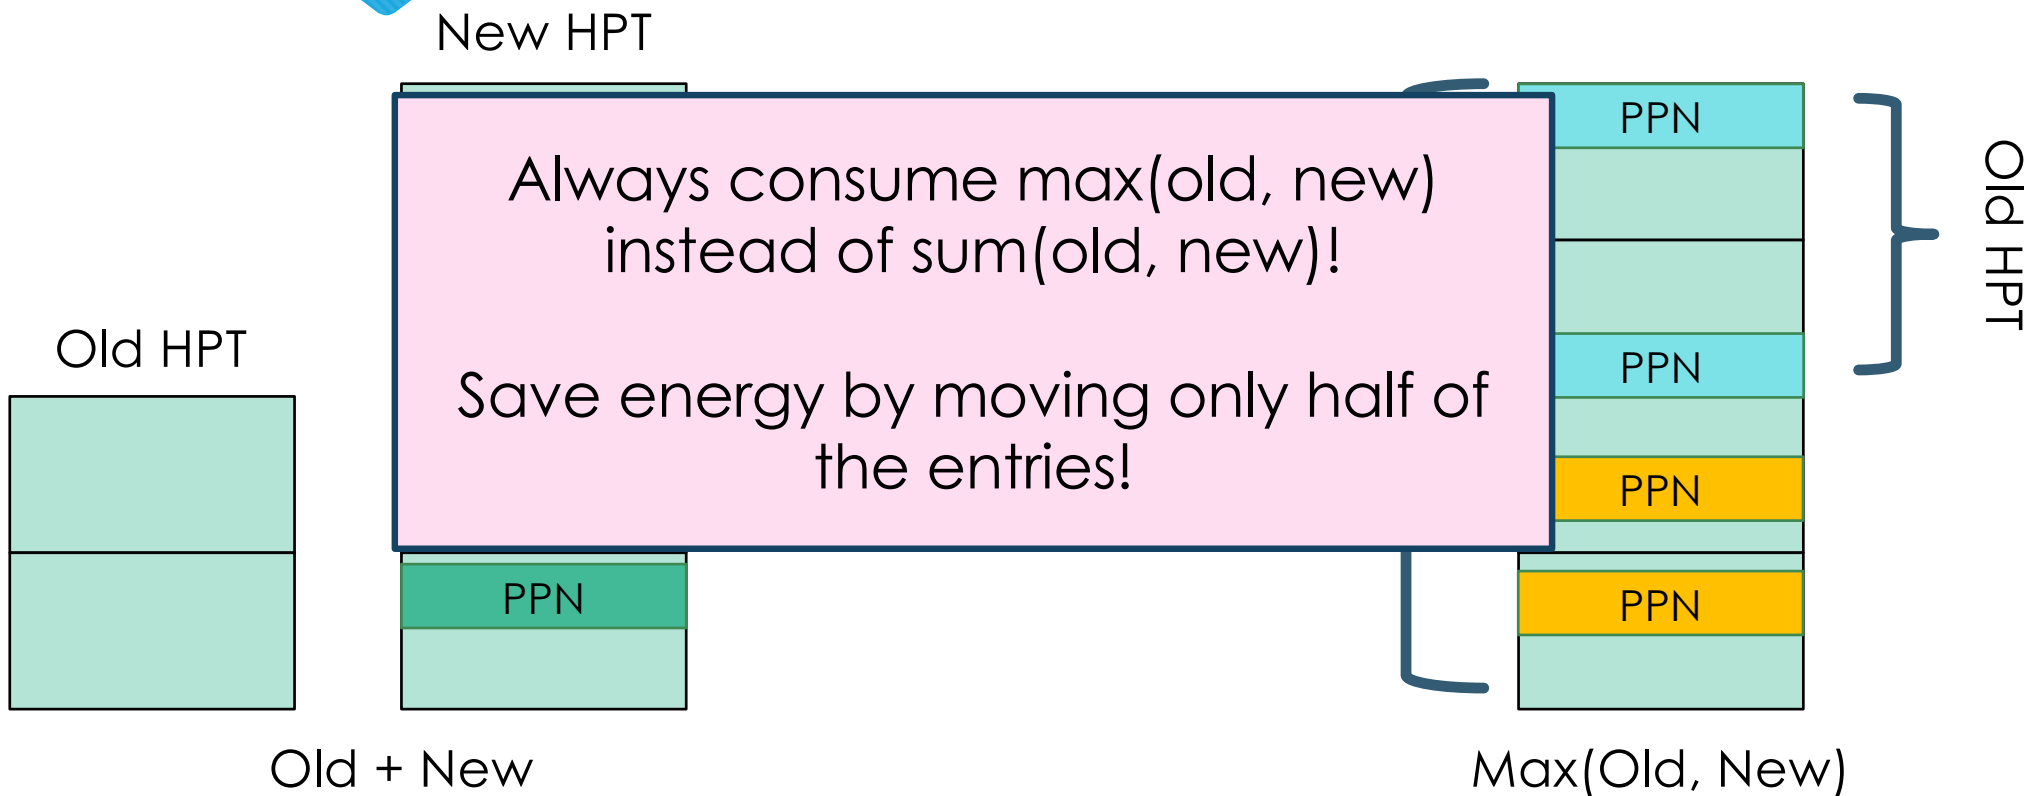 New HPT
Old HPT
PPN
Old + New
Always consume max(old, new)
instead of sum(old, new)!
Save energy by moving only half of
the entries!
PPN
PPN
PPN
PPN
Old HPT
Max(Old, New)